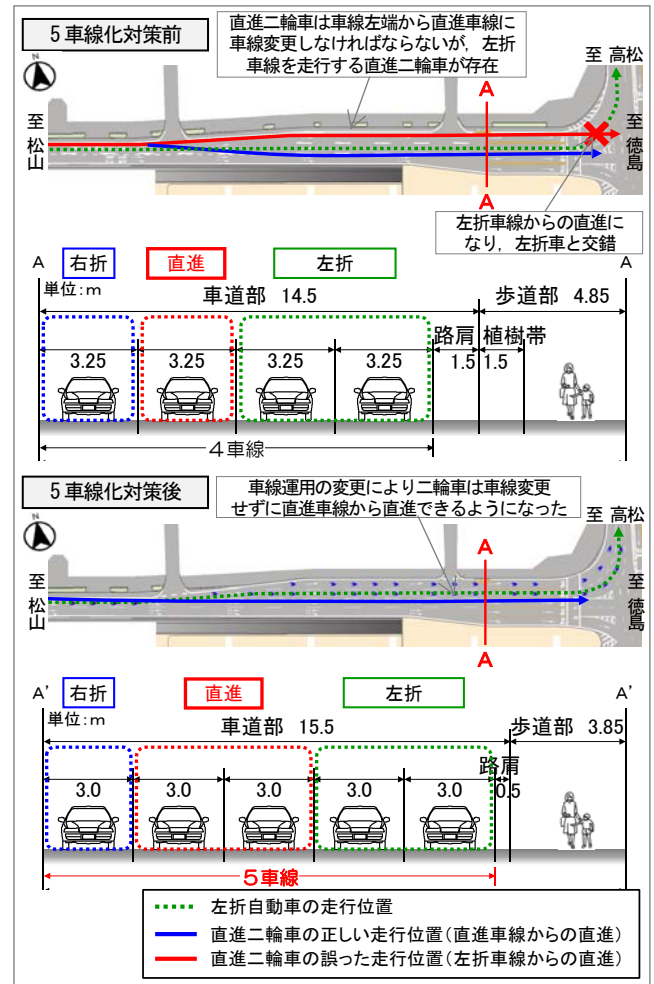 5車線化対策前
直進二輪車は車線左端から直進車線に
車線変更しなければならないが，左折
車線を走行する直進二輪車が存在
N
至 高松
A
至 松山
至 徳島
A
左折車線からの直進に
なり，左折車と交錯
A
右折
直進
左折
A
単位：m
車道部 14.5
歩道部 4.85
路肩
植樹帯
3.25
3.25
3.25
3.25
1.5
1.5
4車線
5車線化対策後
車線運用の変更により二輪車は車線変更
せずに直進車線から直進できるようになった
N
至 高松
A
至 松山
至 徳島
A
A'
右折
直進
左折
A'
単位：m
車道部 15.5
歩道部 3.85
路肩
3.0
3.0
3.0
3.0
3.0
0.5
5車線
左折自動車の走行位置
直進二輪車の正しい走行位置（直進車線からの直進）
直進二輪車の誤った走行位置（左折車線からの直進）